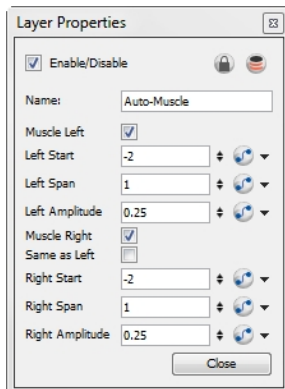 Layer Properties
Enable/Disable
Name: Auto-Muscle
Muscle Left
Left Start -2
Left Span 1
Left Amplitude 0.25
Muscle Right
Same as Left
Right Start -2
Right Span 1
Right Amplitude 0.25
Close